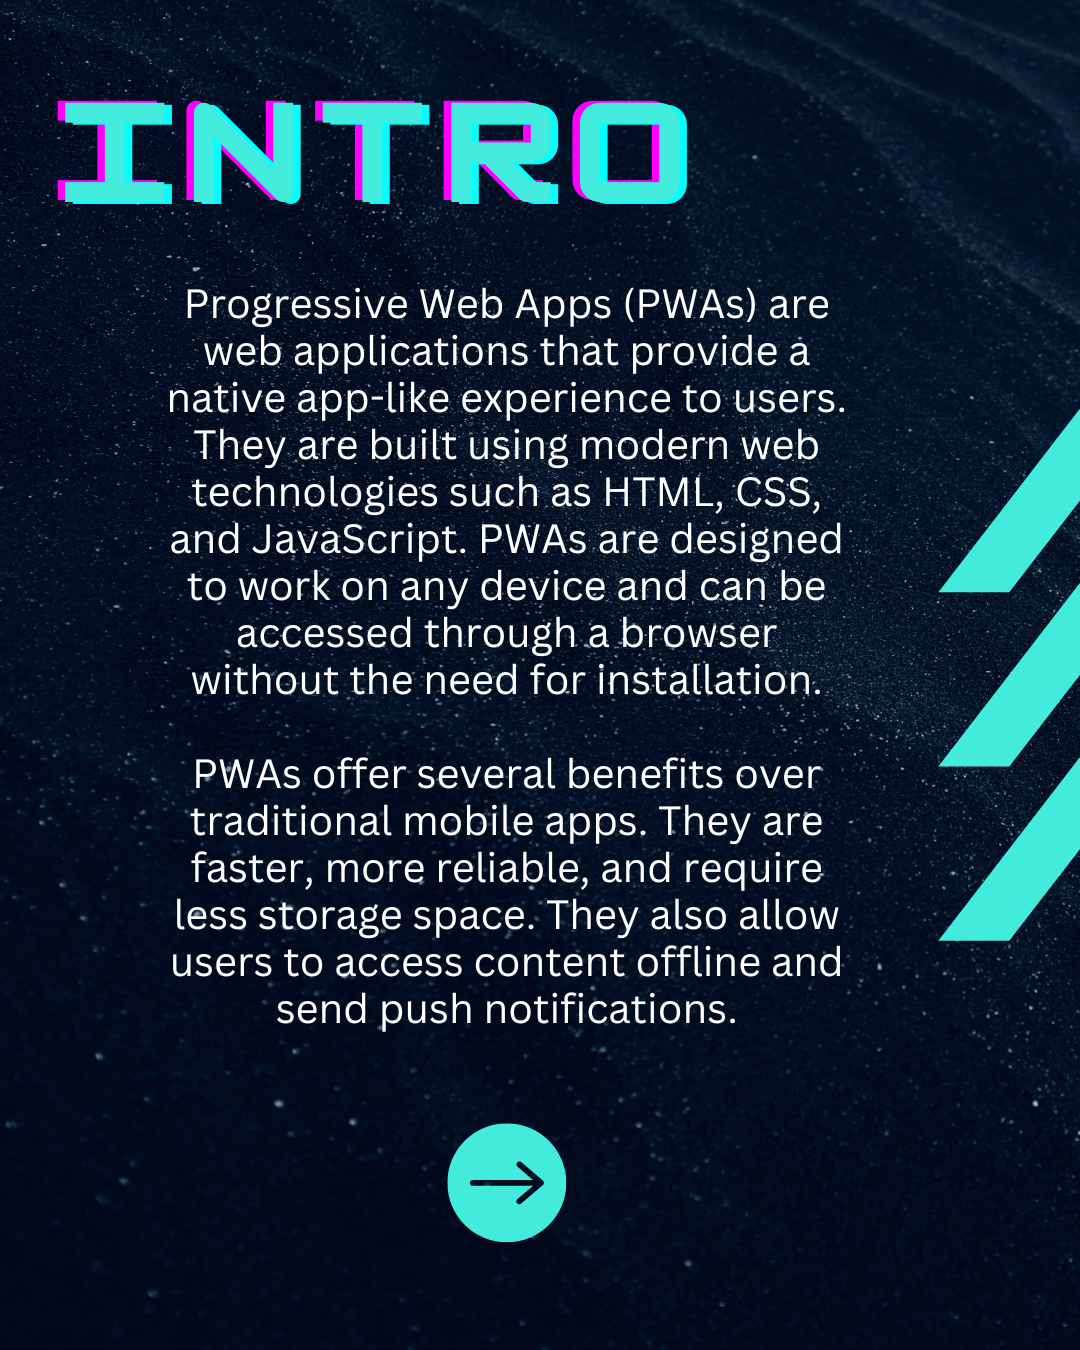 INTRO
Progressive Web Apps (PWAs) are
web applications that provide a
native app-like experience to users.
They are built using modern web
technologies such as HTML, CSS,
and JavaScript. PWAs are designed
to work on any device and can be
accessed through a browser
without the need for installation.
PWAs offer several benefits over
traditional mobile apps. They are
faster, more reliable, and require
less storage space. They also allow
users to access content offline and
send push notifications.